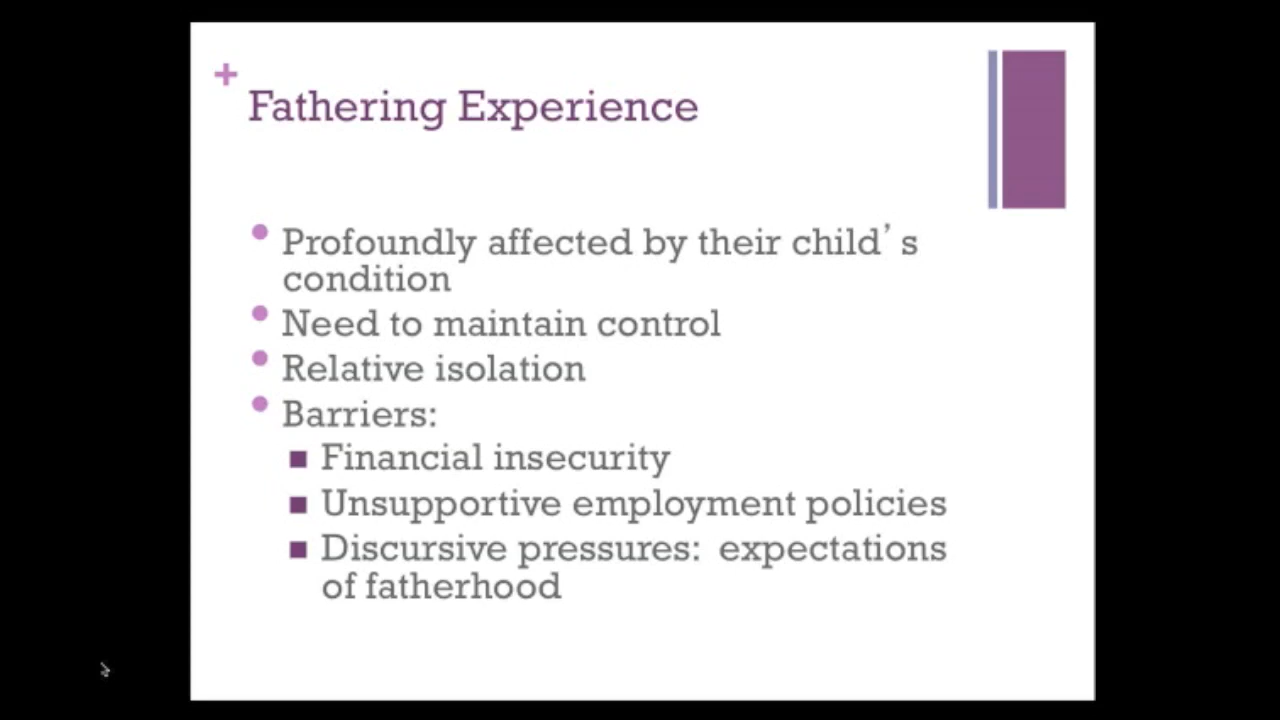 +
Fathering Experience
• Profoundly affected by their child’ s
condition
• Need to maintain control
• Relative isolation
• Barriers:
■ Financial insecurity
■ Unsupportive employment policies
■ Discursive pressures:  expectations
of fatherhood